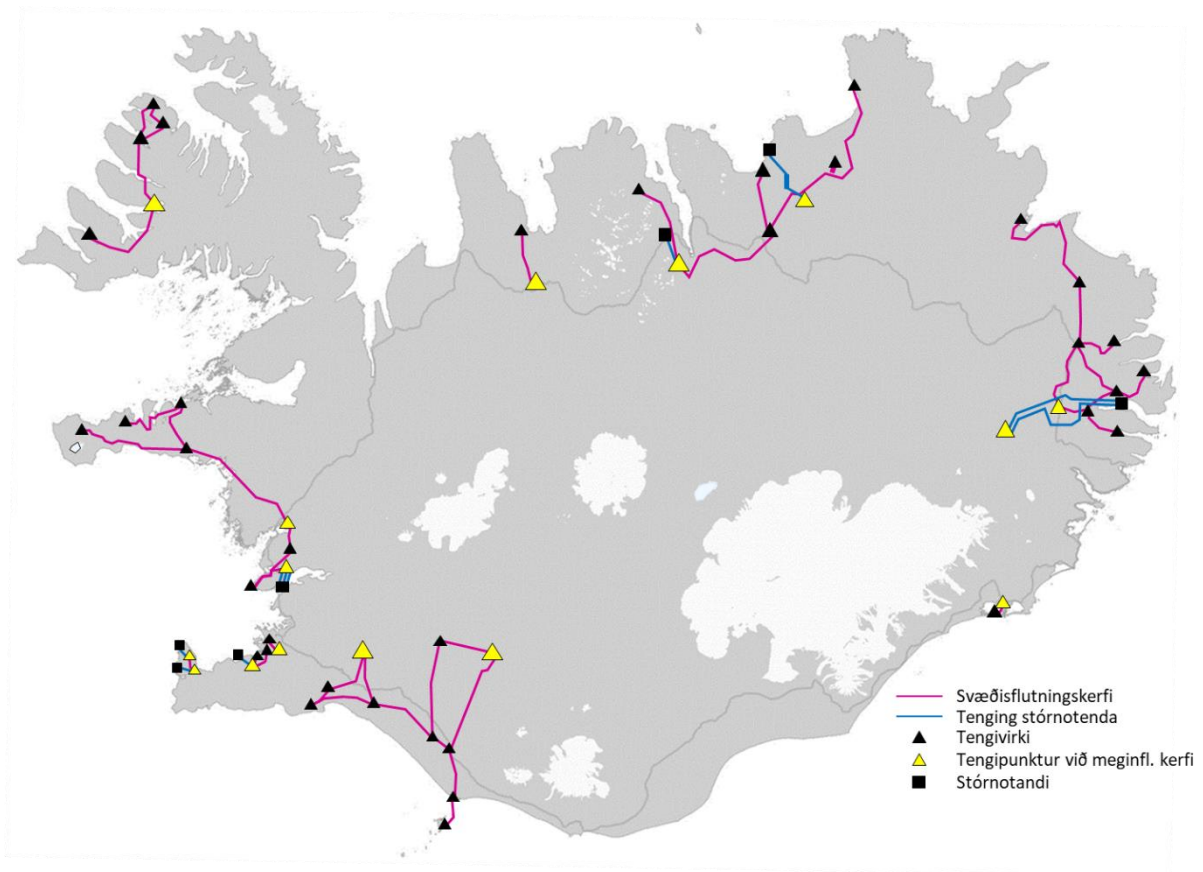 Svæðisflutningskerfi
Tenging stórnotenda
Tengivirki
Tengipunktur við meginfl. kerfi
Stórnotandi